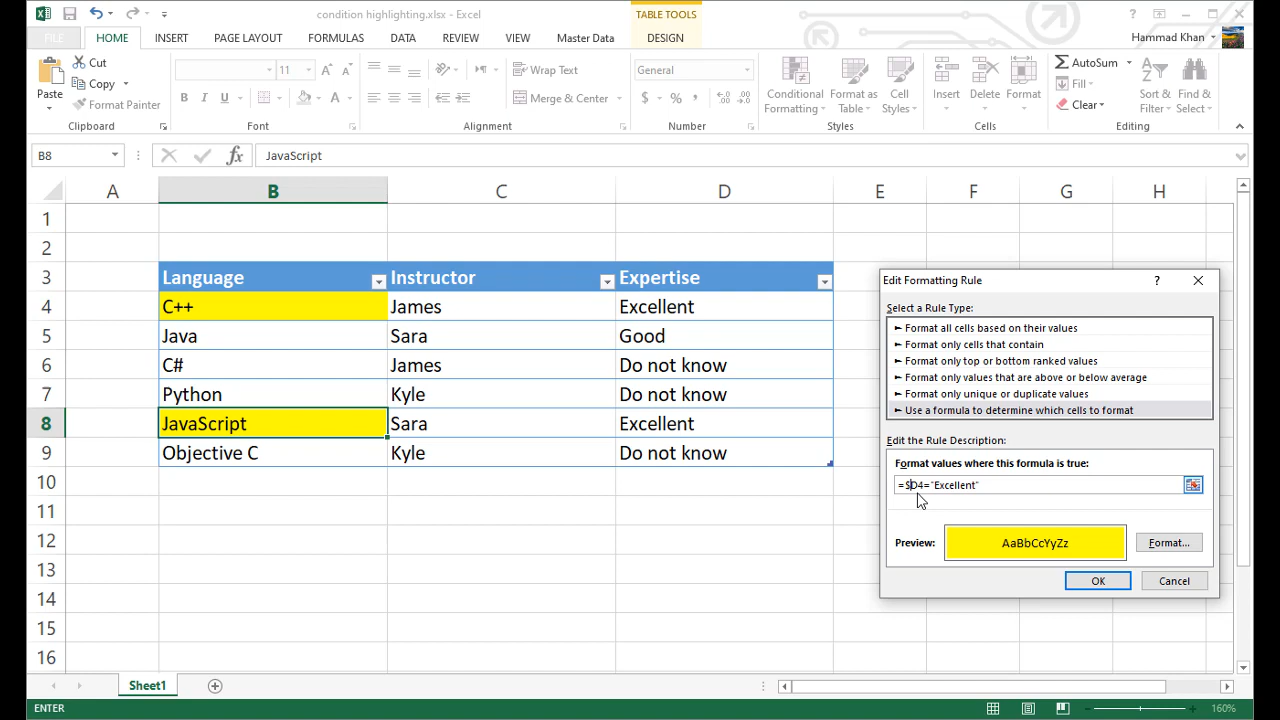 condition highlighting.xlsx - Excel
TABLE TOOLS
?
FILE
HOME
INSERT
PAGE LAYOUT
FORMULAS
DATA
REVIEW
VIEW
Master Data
DESIGN
Hammad Khan
Paste
Cut
Copy
Format Painter
Clipboard
11
A A
B I U
A
Font
Wrap Text
Merge & Center
Alignment
General
$ % ,
Number
Conditional Formatting
Format as Table
Cell Styles
Styles
Insert
Delete
Format
Cells
AutoSum
Fill
Clear
Sort & Filter
Find & Select
Editing
B8
fx
JavaScript
A B C D E F G H
1
2
3 Language Instructor Expertise
4 C++ James Excellent
5 Java Sara Good
6 C# James Do not know
7 Python Kyle Do not know
8 JavaScript Sara Excellent
9 Objective C Kyle Do not know
10
11
12
13
14
15
16
Edit Formatting Rule
?
Select a Rule Type:
► Format all cells based on their values
► Format only cells that contain
► Format only top or bottom ranked values
► Format only values that are above or below average
► Format only unique or duplicate values
► Use a formula to determine which cells to format
Edit the Rule Description:
Format values where this formula is true:
=$D4="Excellent"
Preview:
AaBbCcYyZz
Format...
OK
Cancel
Sheet1
ENTER
160%